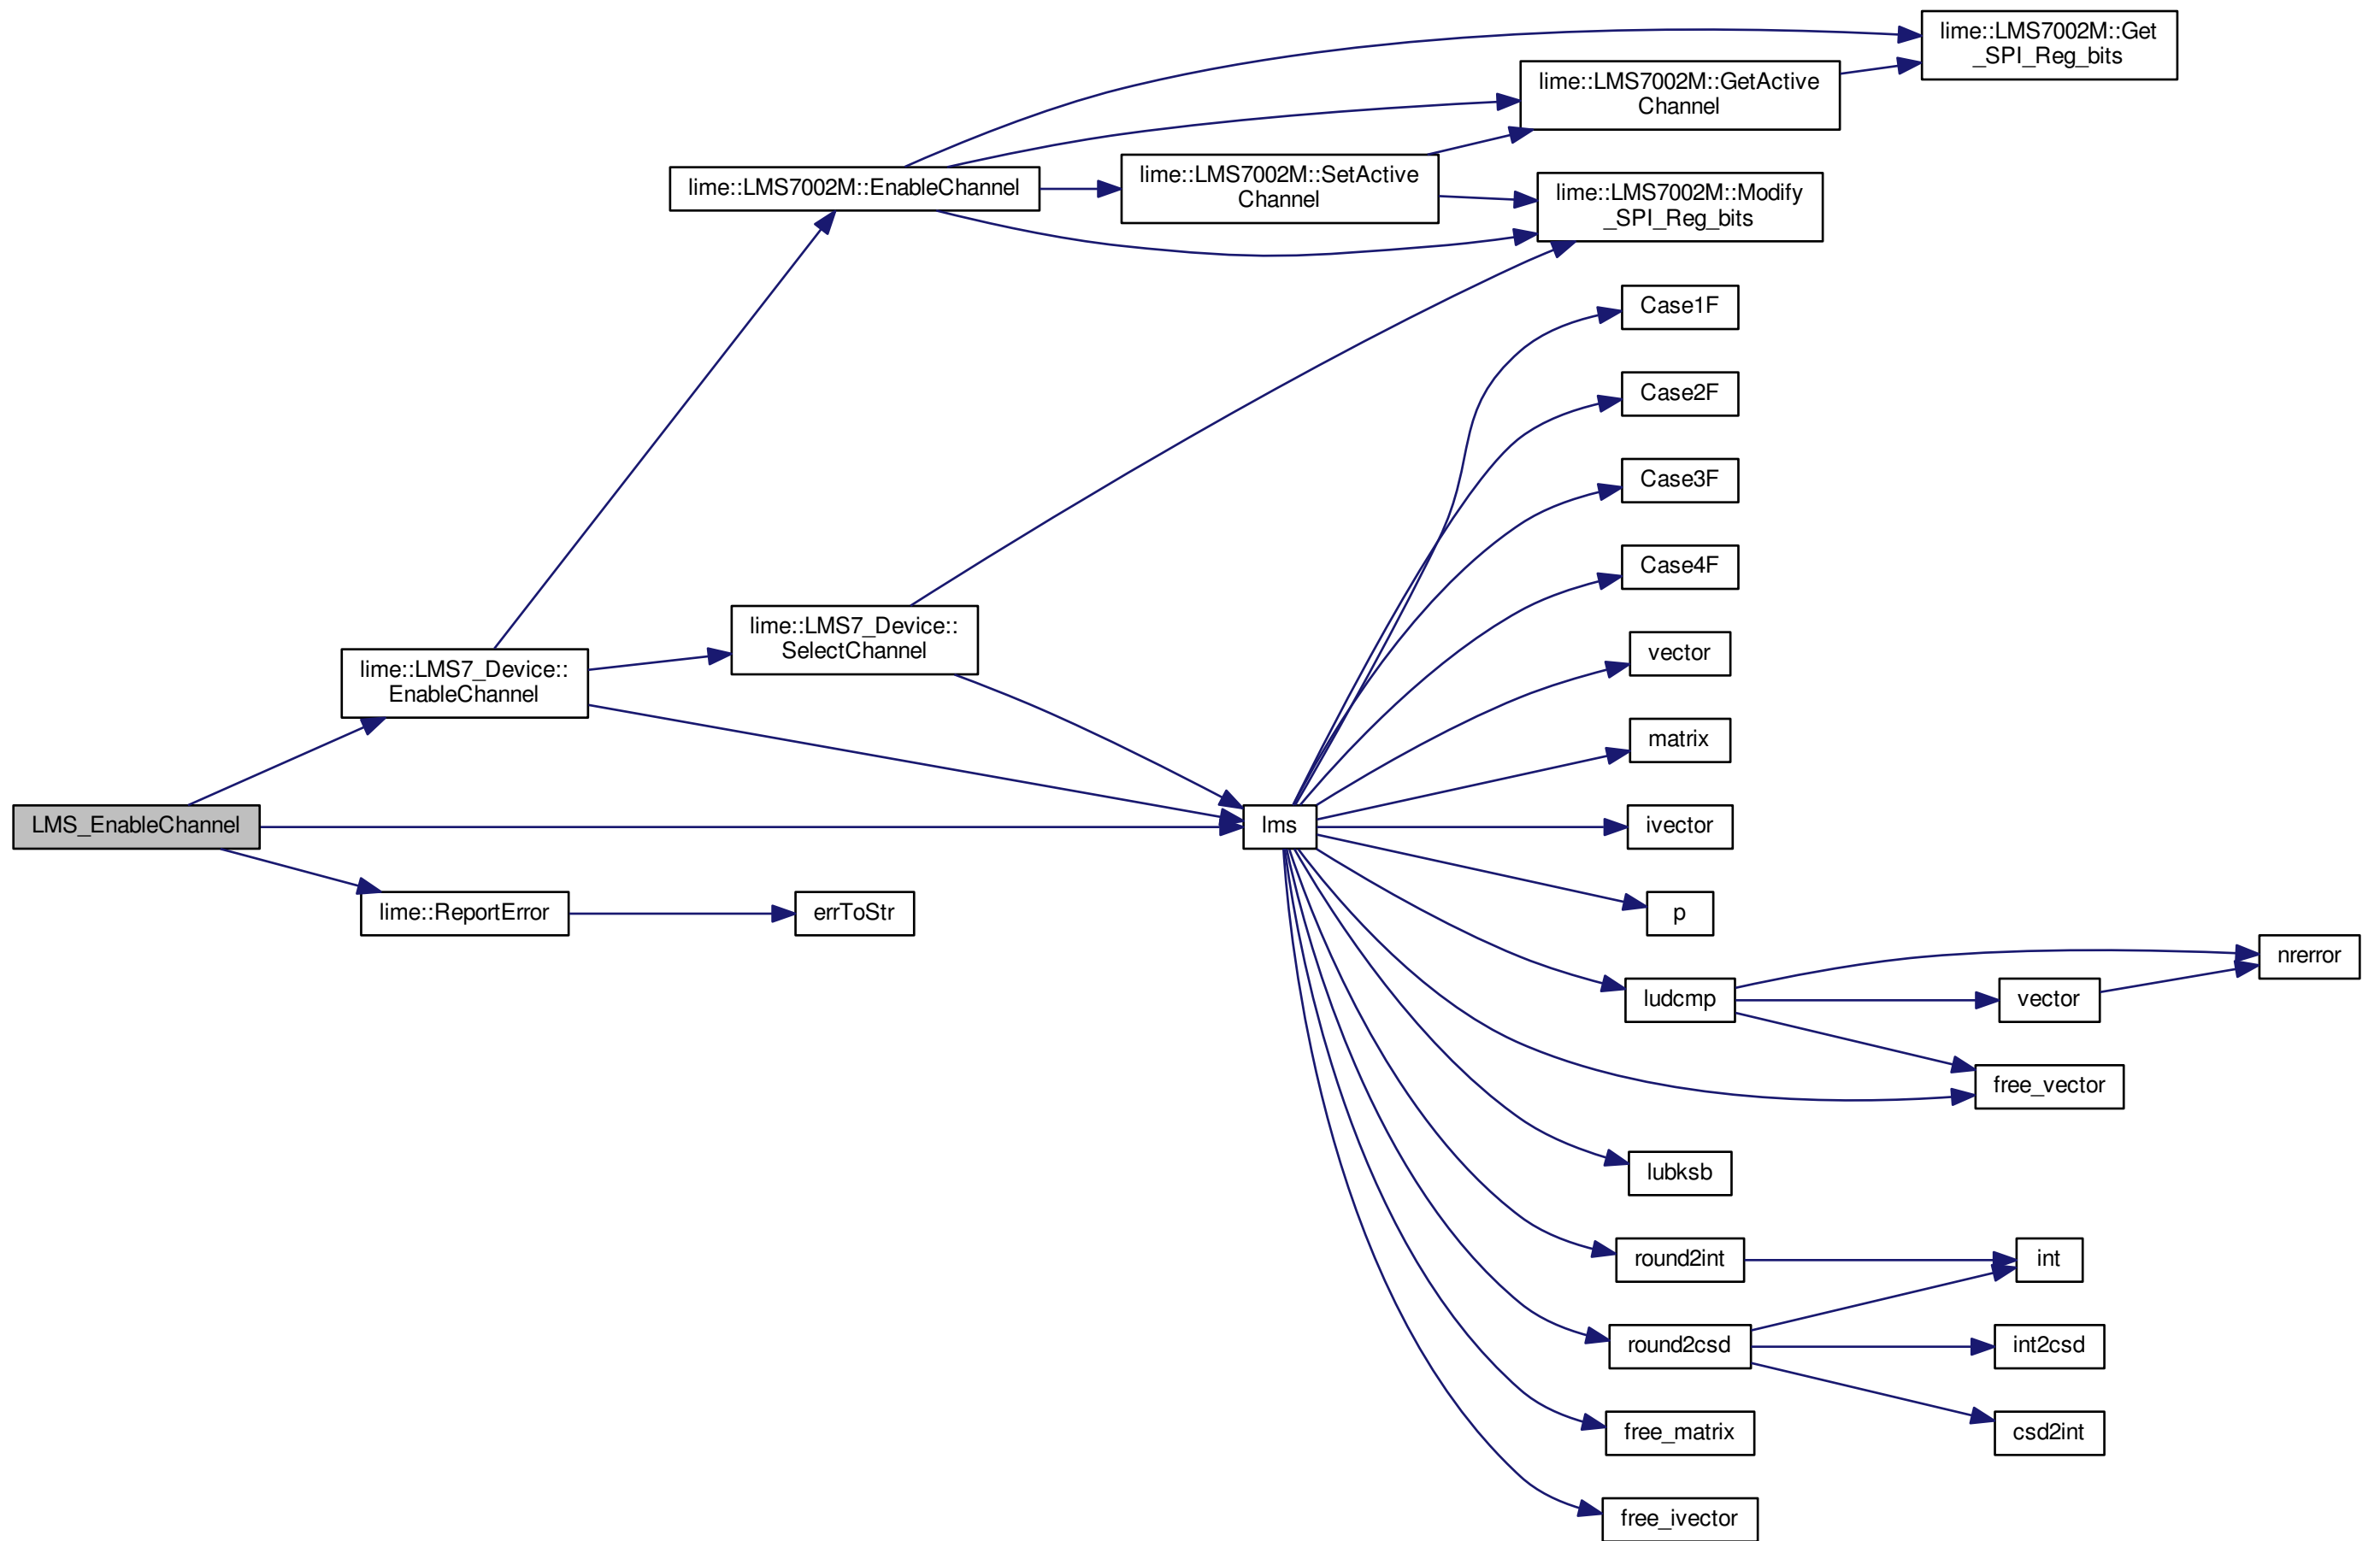 lime::LMS7002M::Get
_SPI_Reg_bits
lime::LMS7002M::GetActive
Channel
lime::LMS7002M::EnableChannel
lime::LMS7002M::SetActive
Channel
lime::LMS7002M::Modify
_SPI_Reg_bits
Case1F
Case2F
Case3F
Case4F
lime::LMS7_Device::
SelectChannel
vector
lime::LMS7_Device::
EnableChannel
matrix
LMS_EnableChannel
lms
ivector
lime::ReportError
errToStr
p
nrerror
ludcmp
vector
free_vector
lubksb
round2int
int
round2csd
int2csd
free_matrix
csd2int
free_ivector